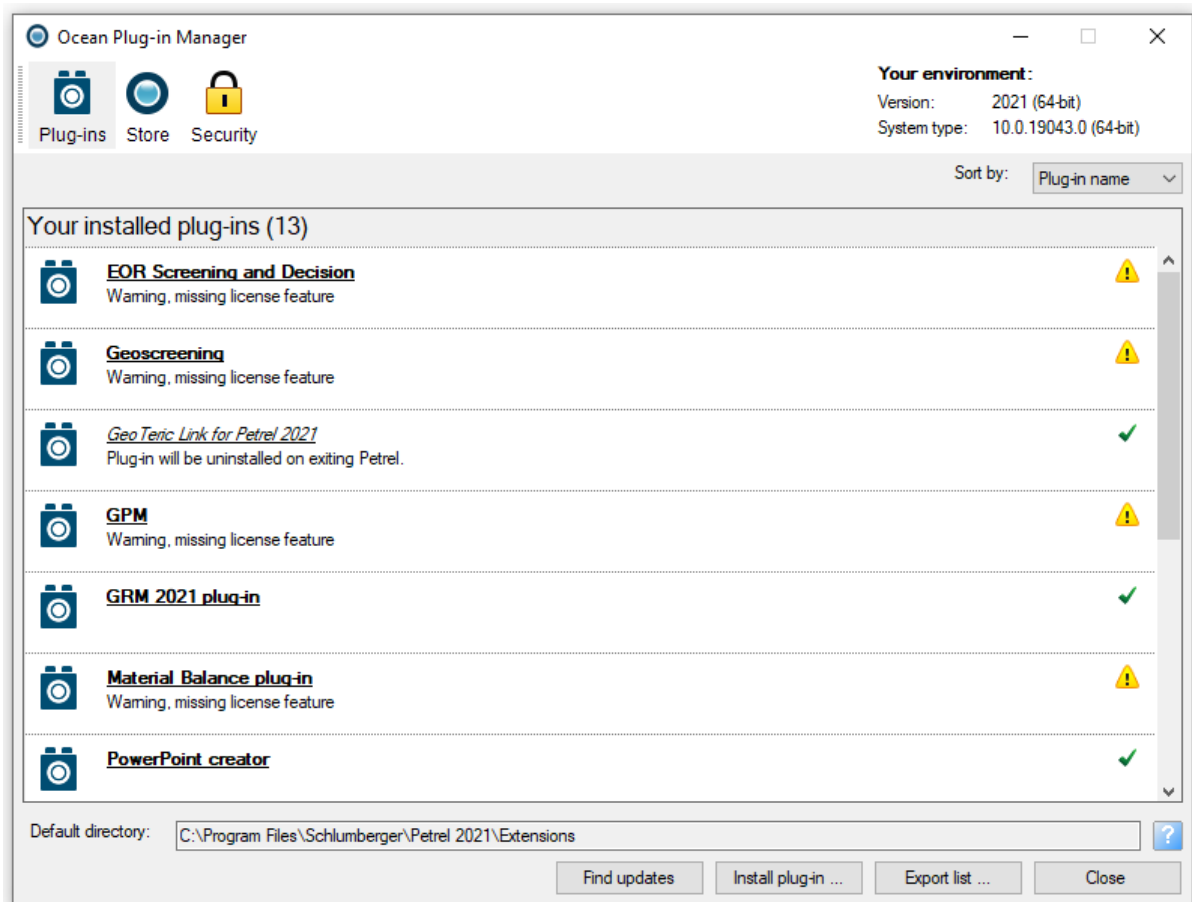 Ocean Plug-in Manager
Plug-ins
Store
Security
Your environment:
Version: 2021 (64-bit)
System type: 10.0.19043.0 (64-bit)
Sort by: Plug-in name
Your installed plug-ins (13)
EOR Screening and Decision
Warning, missing license feature
Geoscreening
Warning, missing license feature
GeoTeric Link for Petrel 2021
Plug-in will be uninstalled on exiting Petrel.
GPM
Warning, missing license feature
GRM 2021 plug-in
Material Balance plug-in
Warning, missing license feature
PowerPoint creator
Default directory: C:\Program Files\Schlumberger\Petrel 2021\Extensions
?
Find updates
Install plug-in ...
Export list ...
Close